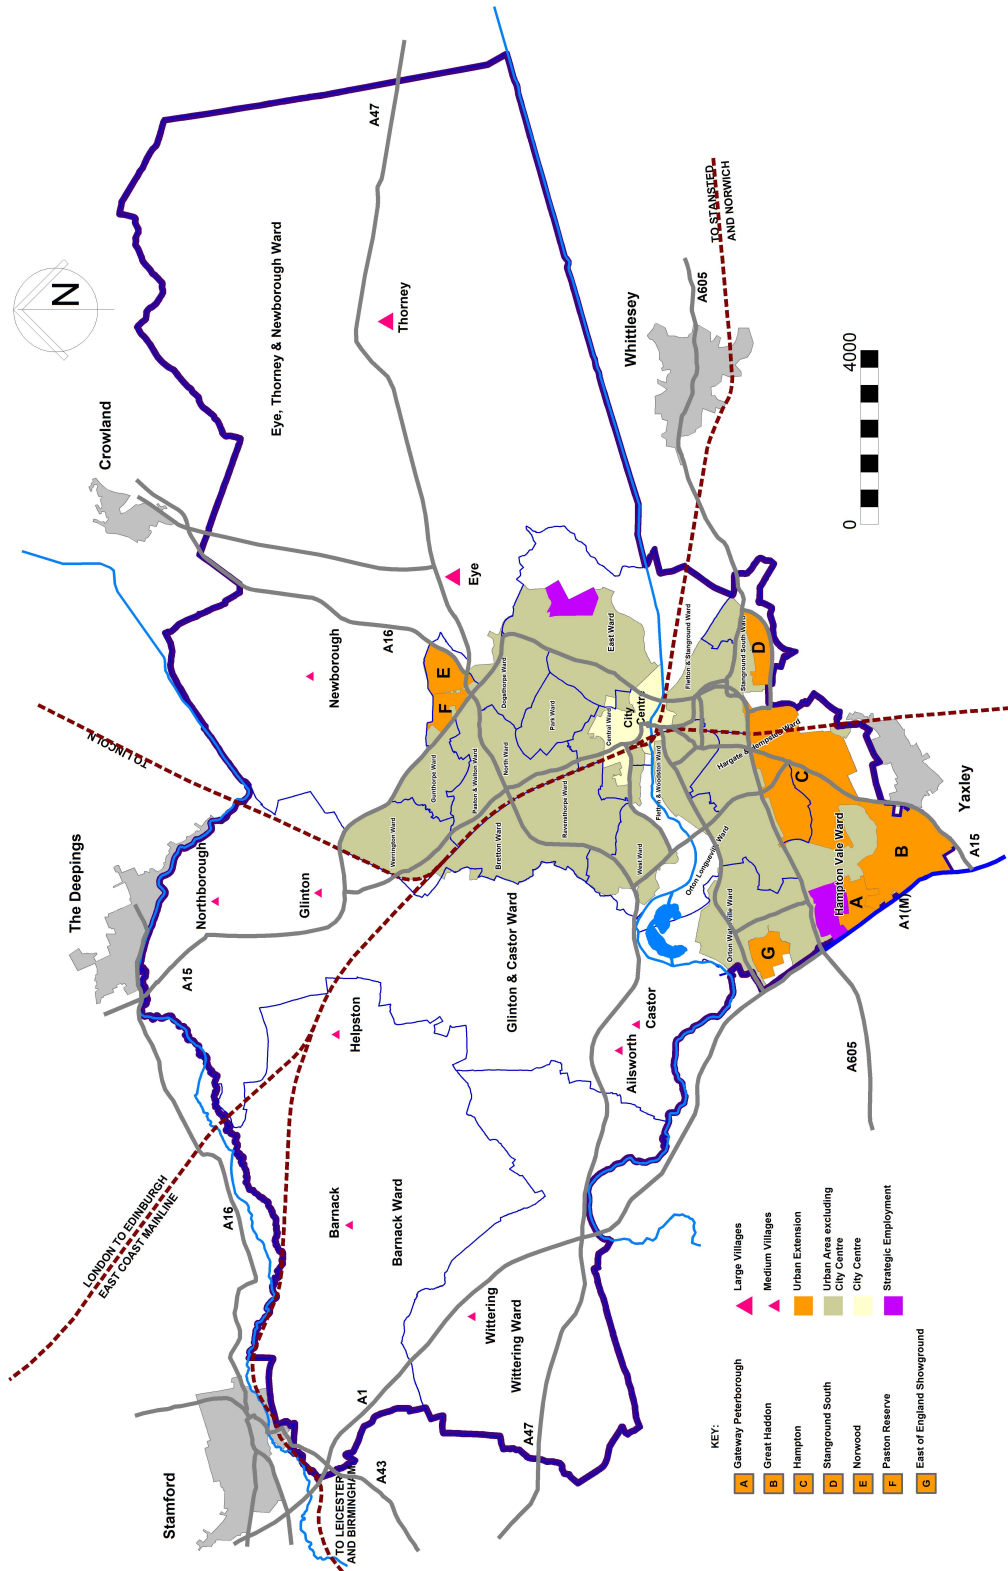 N
Stamford
TO LEICESTER
AND BIRMINGHAM
A43
A1
A47
A16
LONDON TO EDINBURGH
EAST COAST MAINLINE
Barnack
Barnack Ward
Wittering
Wittering Ward
The Deepings
A15
Northborough
Glinton
Helpston
Glinton & Castor Ward
Ailsworth
Castor
A605
TO LINCOLN
Crowland
Newborough
A16
Eye
Eye, Thorney & Newborough Ward
Thorney
A47
Whittlesey
A605
TO STANSTED
AND NORWICH
Werrington Ward
Gunthorpe Ward
Paston & Walton Ward
Bretton Ward
North Ward
Dogsthorpe Ward
Park Ward
Ravensthorpe Ward
Central Ward
City
Centre
East Ward
West Ward
Fletton & Woodston Ward
Fletton & Stanground Ward
Stanground South Ward
Orton Longueville Ward
Orton Waterville Ward
Hargate & Hempsted Ward
Hampton Vale Ward
A
B
C
D
E
F
G
A1(M)
A15
Yaxley
0
4000
KEY:
A Gateway Peterborough
B Great Haddon
C Hampton
D Stanground South
E Norwood
F Paston Reserve
G East of England Showground
Large Villages
Medium Villages
Urban Extension
Urban Area excluding
City Centre
City Centre
Strategic Employment